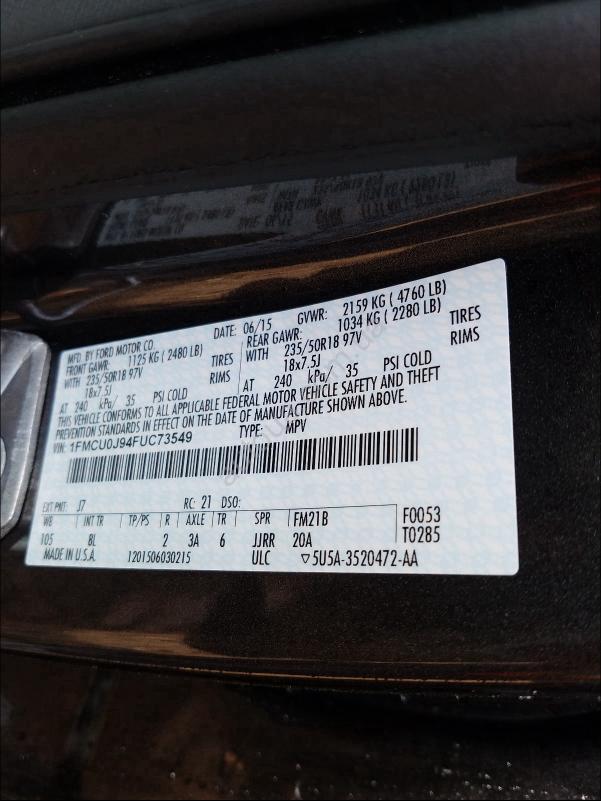 MFD. BY FORD MOTOR CO.
DATE: 06/15 GVWR: 2159 KG ( 4760 LB)
FRONT GAWR: 1125 KG ( 2480 LB) REAR GAWR: 1034 KG ( 2280 LB)
WITH 235/50R18 97V TIRES WITH 235/50R18 97V TIRES
18x7.5J RIMS 18x7.5J RIMS
AT 240 kPa/ 35 PSI COLD AT 240 kPa/ 35 PSI COLD
THIS VEHICLE CONFORMS TO ALL APPLICABLE FEDERAL MOTOR VEHICLE SAFETY AND THEFT
PREVENTION STANDARDS IN EFFECT ON THE DATE OF MANUFACTURE SHOWN ABOVE.
VIN: 1FMCU0J94FUC73549 TYPE: MPV
EXT PNT: J7 RC: 21 DSO:
WB INT TR TP/PS R AXLE TR SPR FM21B F0053
105 8L 2 3A 6 JJRR 20A T0285
MADE IN U.S.A. 1201506030215 ULC ▽5U5A-3520472-AA